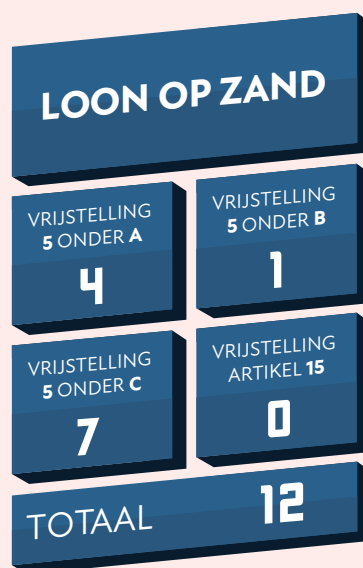 LOON OP ZAND
VRIJSTELLING
5 ONDER A
4
VRIJSTELLING
5 ONDER B
1
VRIJSTELLING
5 ONDER C
7
VRIJSTELLING
ARTIKEL 15
0
TOTAAL 12